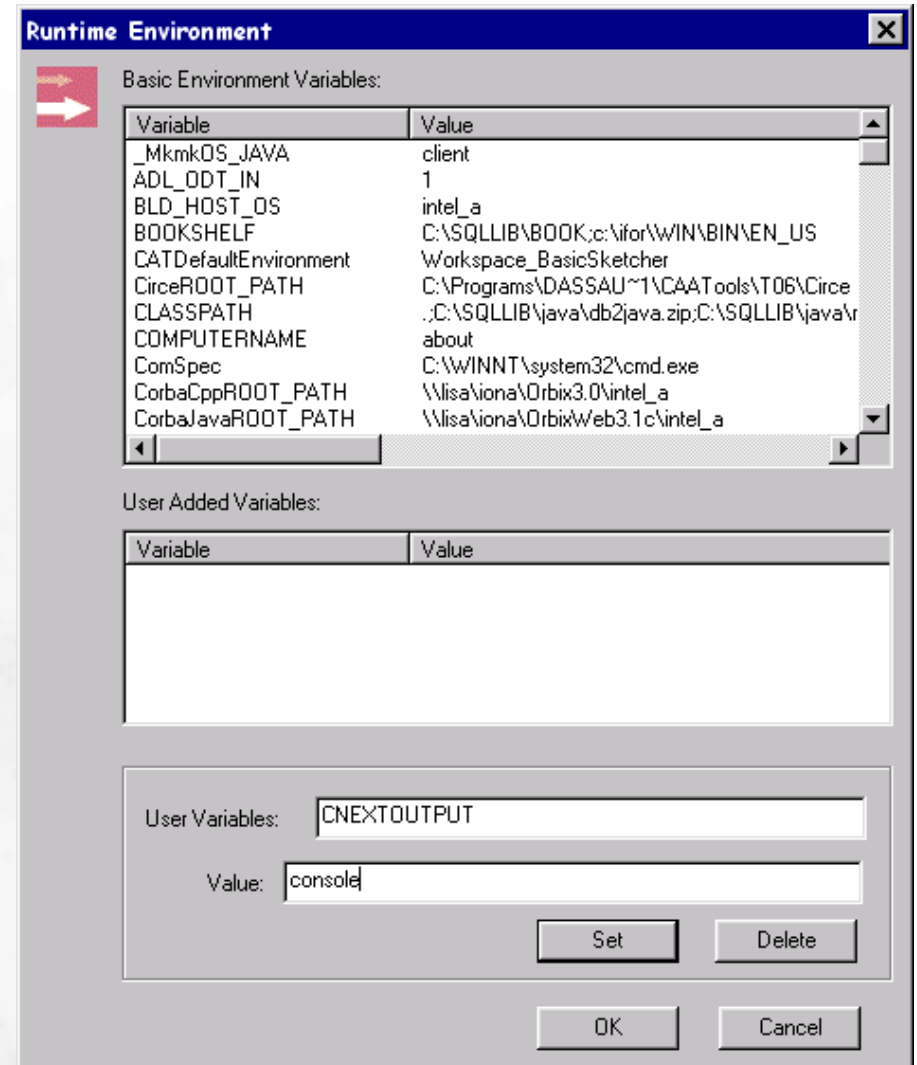 Runtime Environment
Basic Environment Variables:
Variable Value
_MkmkOS_JAVA client
ADL_ODT_IN 1
BLD_HOST_OS intel_a
BOOKSHELF C:\SQLLIB\BOOK;c:\ifor\WIN\BIN\EN_US
CATDefaultEnvironment Workspace_BasicSketcher
CirceROOT_PATH C:\Programs\DASSAU~1\CAATools\T06\Circe
CLASSPATH .;C:\SQLLIB\java\db2java.zip;C:\SQLLIB\java\r
COMPUTERNAME about
ComSpec C:\WINNT\system32\cmd.exe
CorbaCppROOT_PATH \\lisa\iona\Orbix3.0\intel_a
CorbaJavaROOT_PATH \\lisa\iona\OrbixWeb3.1c\intel_a
User Added Variables:
Variable Value
User Variables: CNEXTOUTPUT
Value: console
Set Delete
OK Cancel